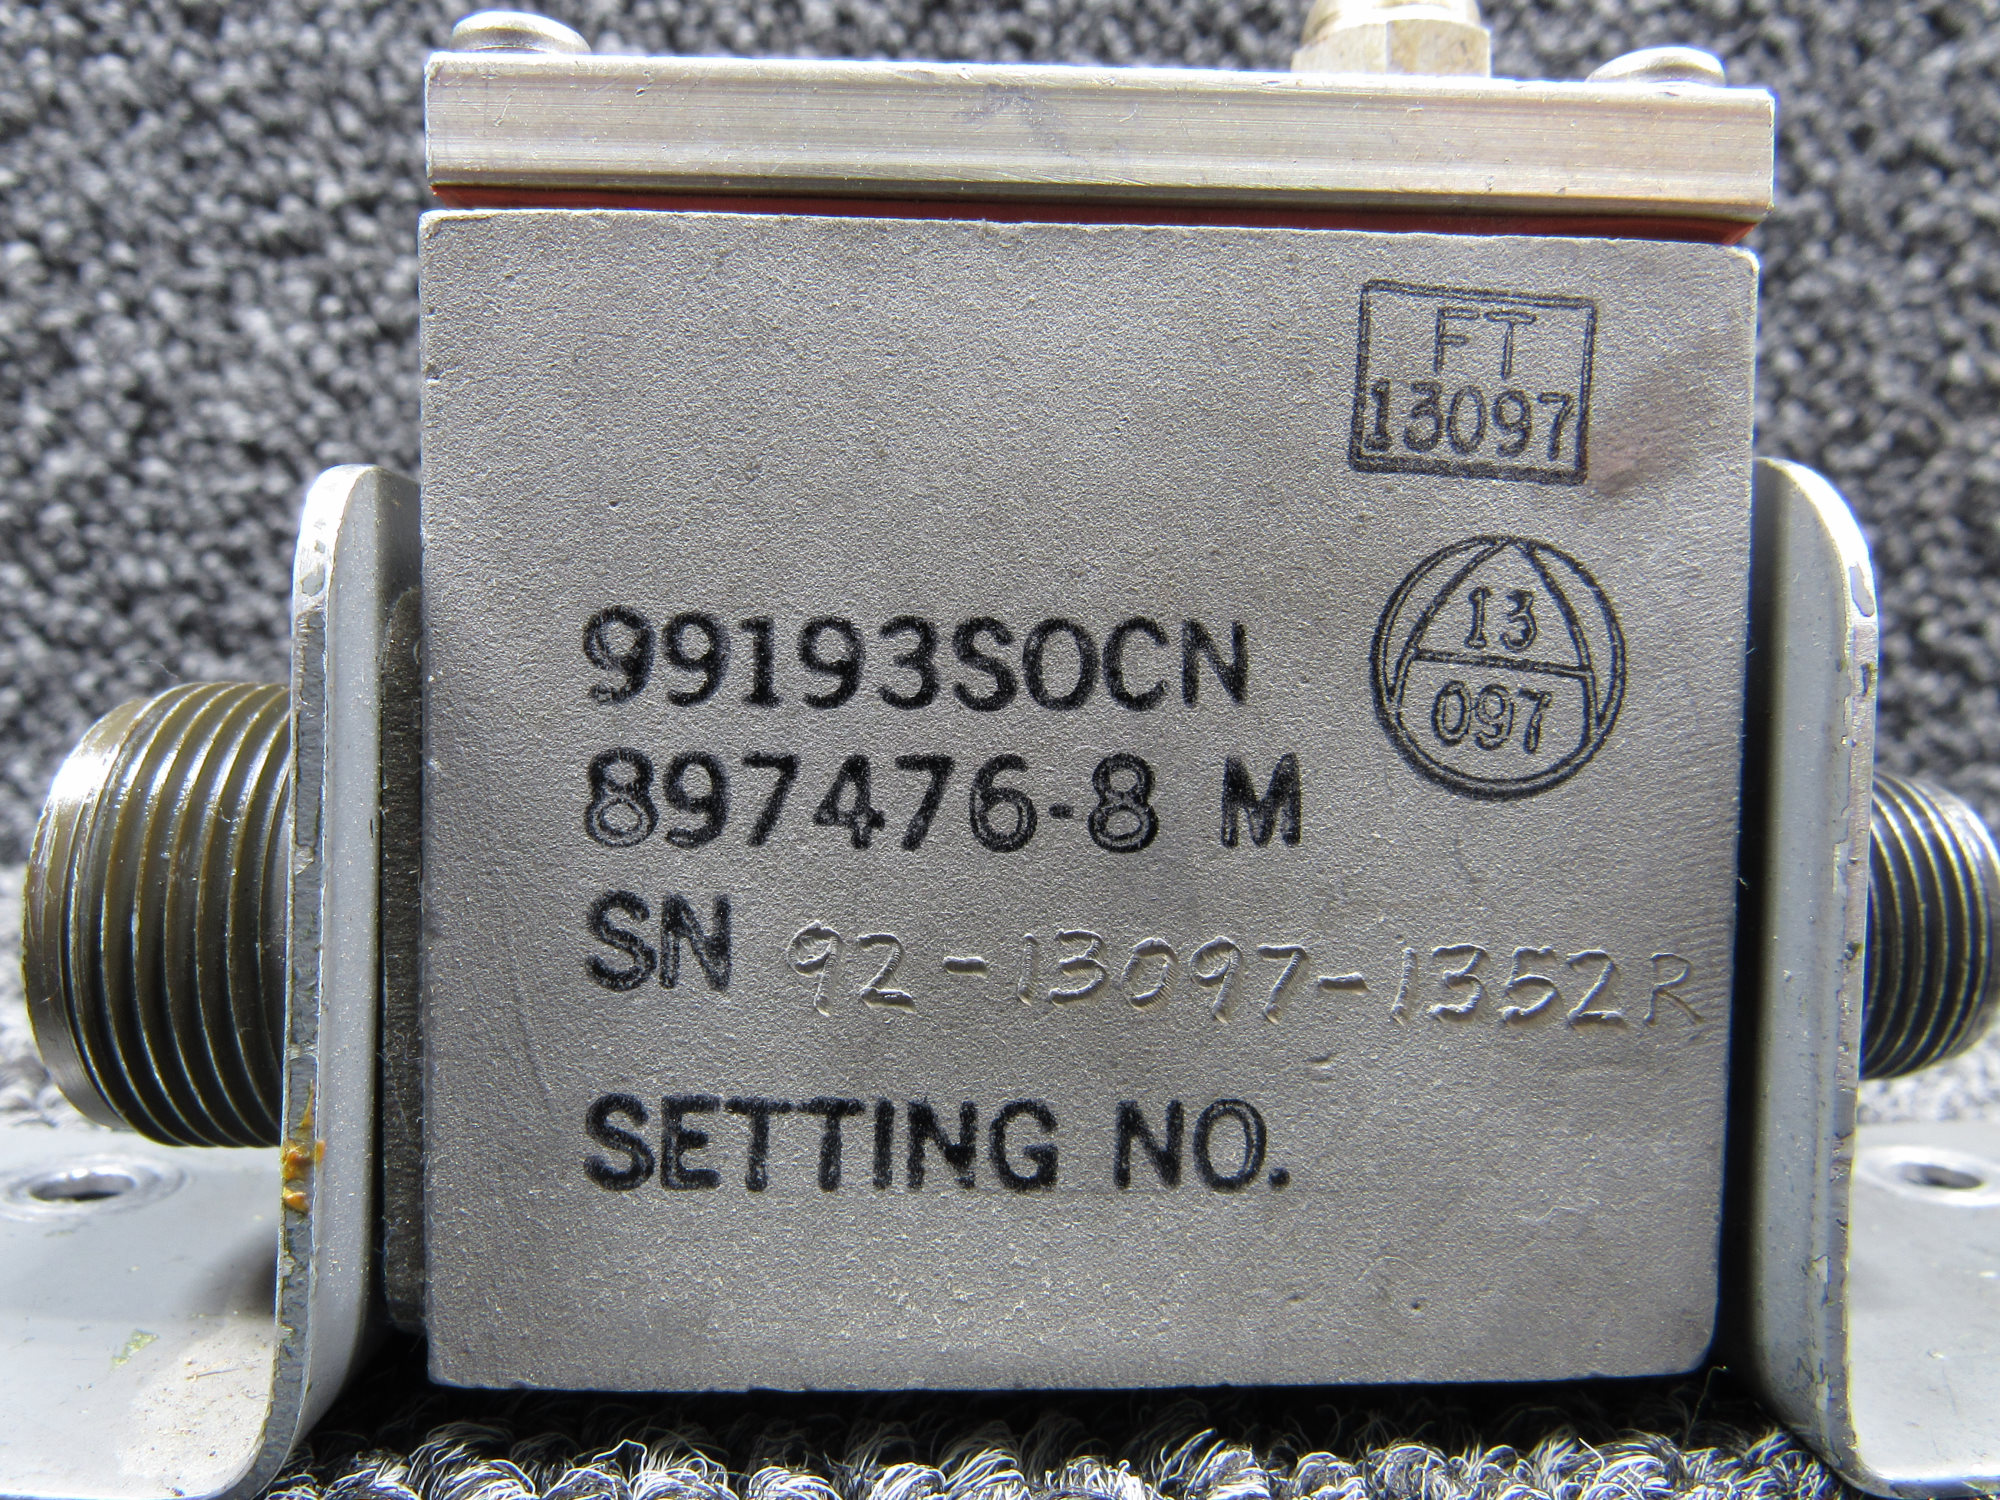 FT
13097
13
097
99193SOCN
897476-8 M
SN 92-13097-1352R
SETTING NO.